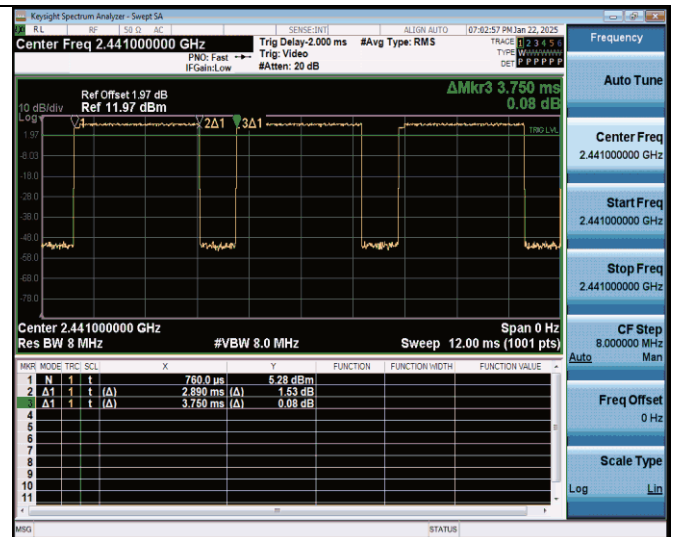 Keysight Spectrum Analyzer - Swept SA
RL RF 50 Ω AC SENSE:INT ALIGN AUTO 07:02:57 PM Jan 22, 2025
Center Freq 2.441000000 GHz
PNO: Fast
IFGain:Low
Trig Delay-2.000 ms
Trig: Video
#Atten: 20 dB
#Avg Type: RMS
TRACE 1 2 3 4 5 6
TYPE WWWWWW
DET P P P P P P
Frequency
Auto Tune
Center Freq
2.441000000 GHz
Start Freq
2.441000000 GHz
Stop Freq
2.441000000 GHz
CF Step
8.000000 MHz
Auto Man
Freq Offset
0 Hz
Scale Type
Log Lin
ΔMkr3 3.750 ms
0.08 dB
Ref Offset 1.97 dB
10 dB/div Ref 11.97 dBm
Log
1 2Δ1 3Δ1
TRIG LVL
1.97
-8.03
-18.0
-28.0
-38.0
-48.0
-58.0
-68.0
-78.0
Center 2.441000000 GHz Span 0 Hz
Res BW 8 MHz #VBW 8.0 MHz Sweep 12.00 ms (1001 pts)
MKR MODE TRC SCL X Y FUNCTION FUNCTION WIDTH FUNCTION VALUE
1 N 1 t 760.0 µs 5.28 dBm
2 Δ1 1 t (Δ) 2.890 ms (Δ) 1.53 dB
3 Δ1 1 t (Δ) 3.750 ms (Δ) 0.08 dB
4
5
6
7
8
9
10
11
MSG STATUS